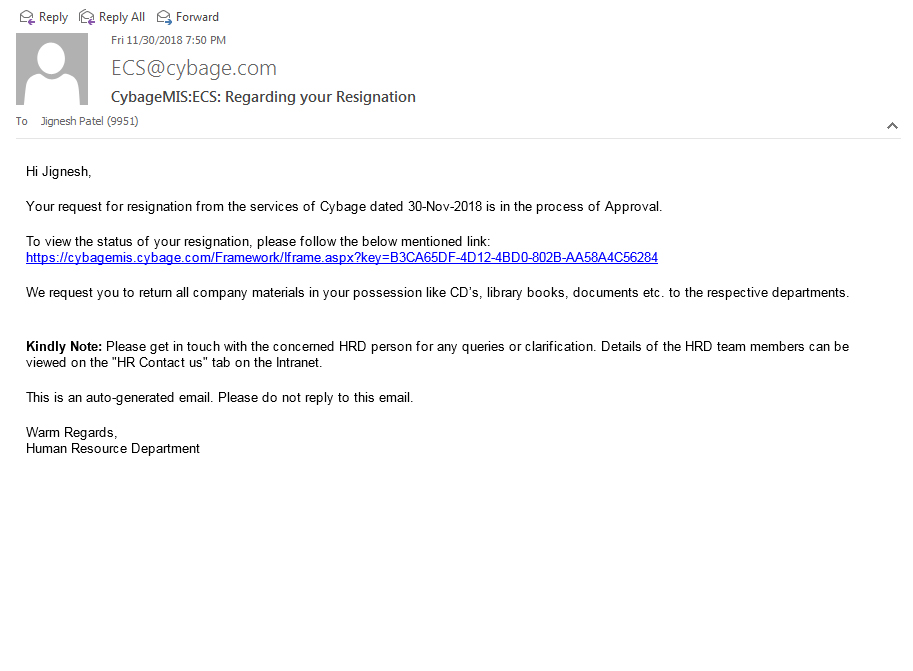 Reply Reply All Forward
Fri 11/30/2018 7:50 PM
ECS@cybage.com
CybageMIS:ECS: Regarding your Resignation
To Jignesh Patel (9951)
Hi Jignesh,
Your request for resignation from the services of Cybage dated 30-Nov-2018 is in the process of Approval.
To view the status of your resignation, please follow the below mentioned link:
https://cybagemis.cybage.com/Framework/Iframe.aspx?key=B3CA65DF-4D12-4BD0-802B-AA58A4C56284
We request you to return all company materials in your possession like CD's, library books, documents etc. to the respective departments.
Kindly Note: Please get in touch with the concerned HRD person for any queries or clarification. Details of the HRD team members can be
viewed on the "HR Contact us" tab on the Intranet.
This is an auto-generated email. Please do not reply to this email.
Warm Regards,
Human Resource Department